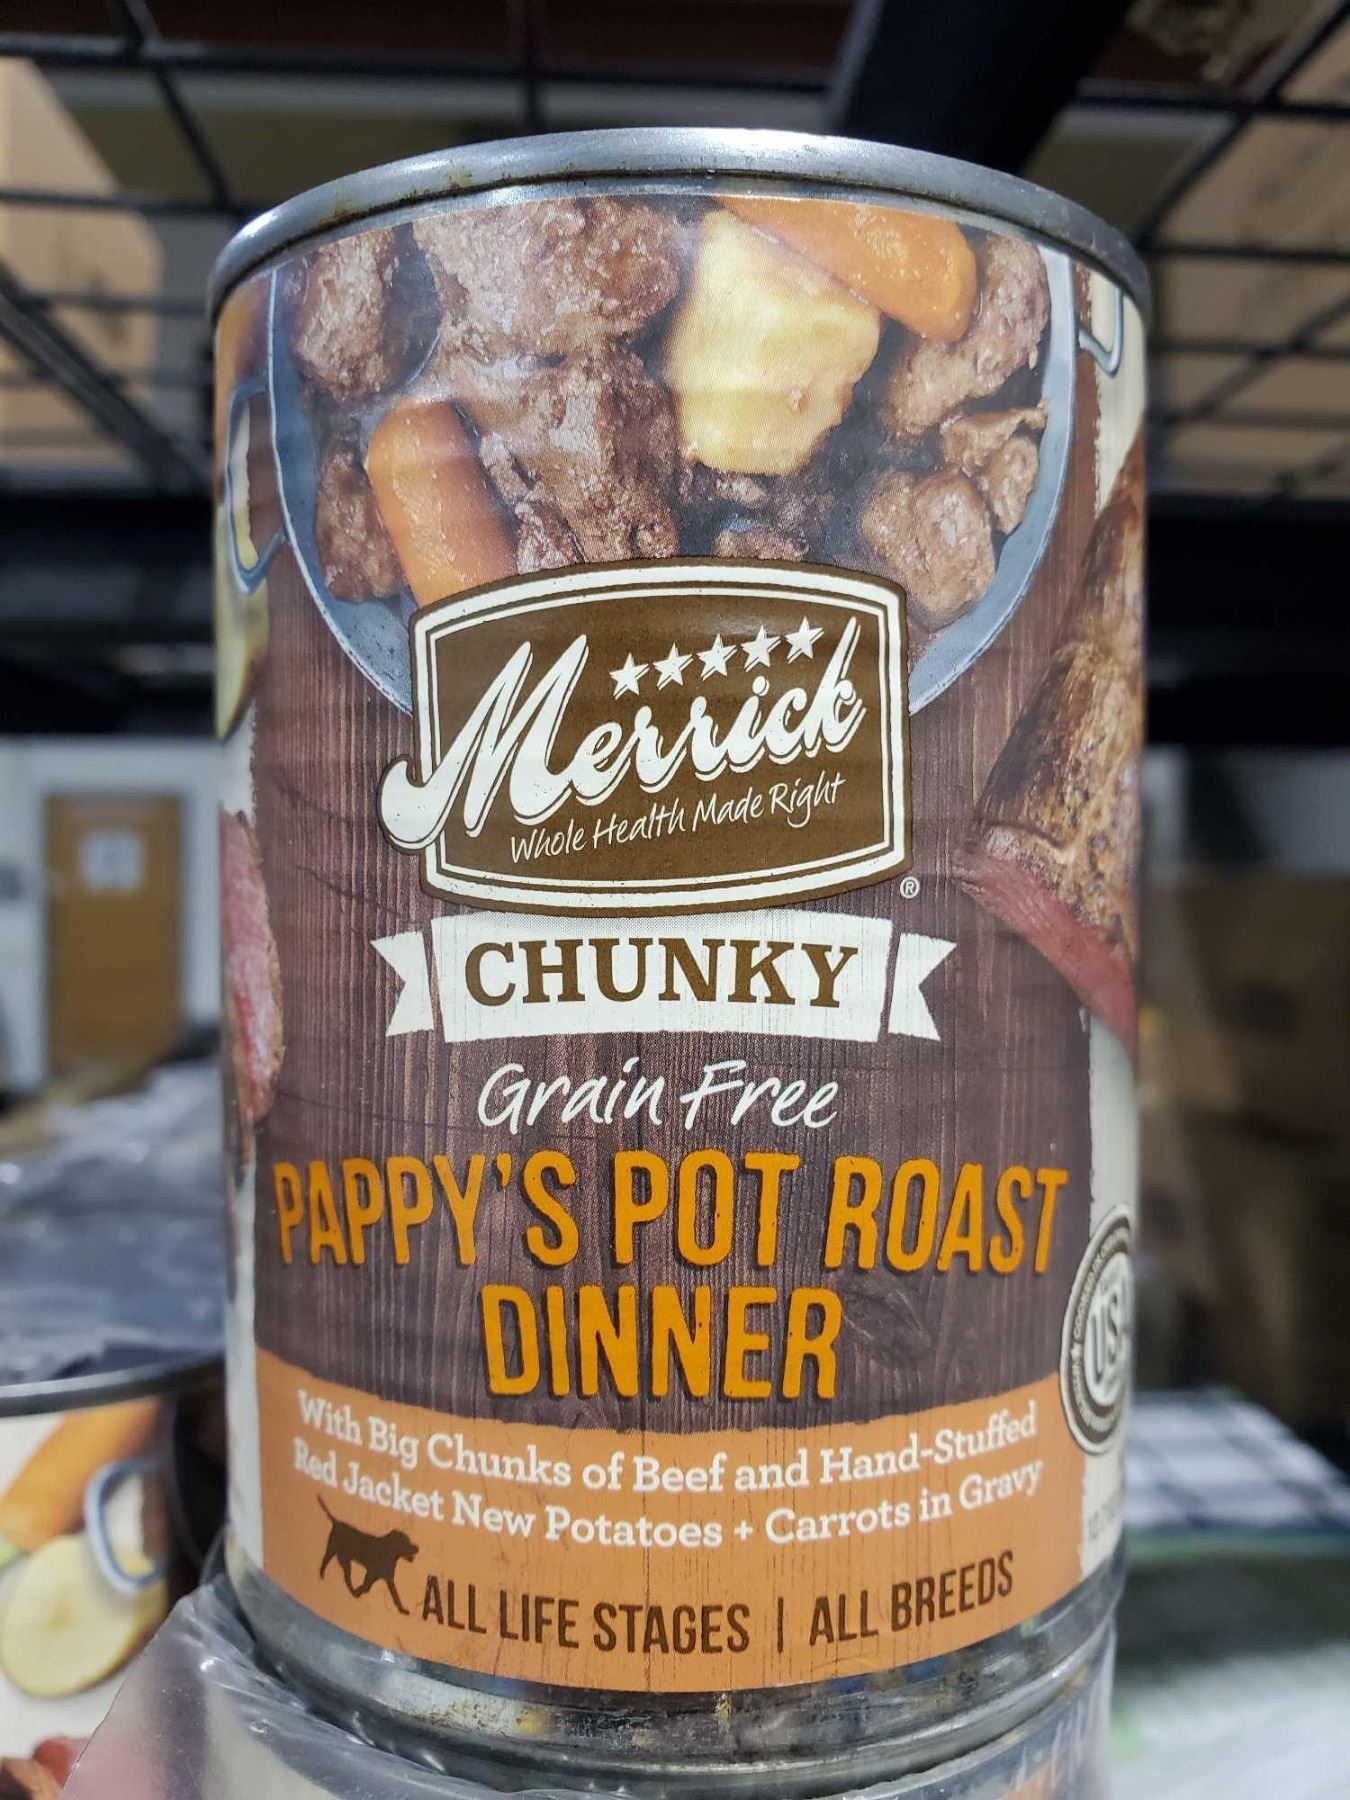 Merrick
Whole Health Made Right
®
CHUNKY
Grain Free
PAPPY'S POT ROAST
DINNER
With Big Chunks of Beef and Hand-Stuffed
Red Jacket New Potatoes + Carrots in Gravy
ALL LIFE STAGES | ALL BREEDS
USA